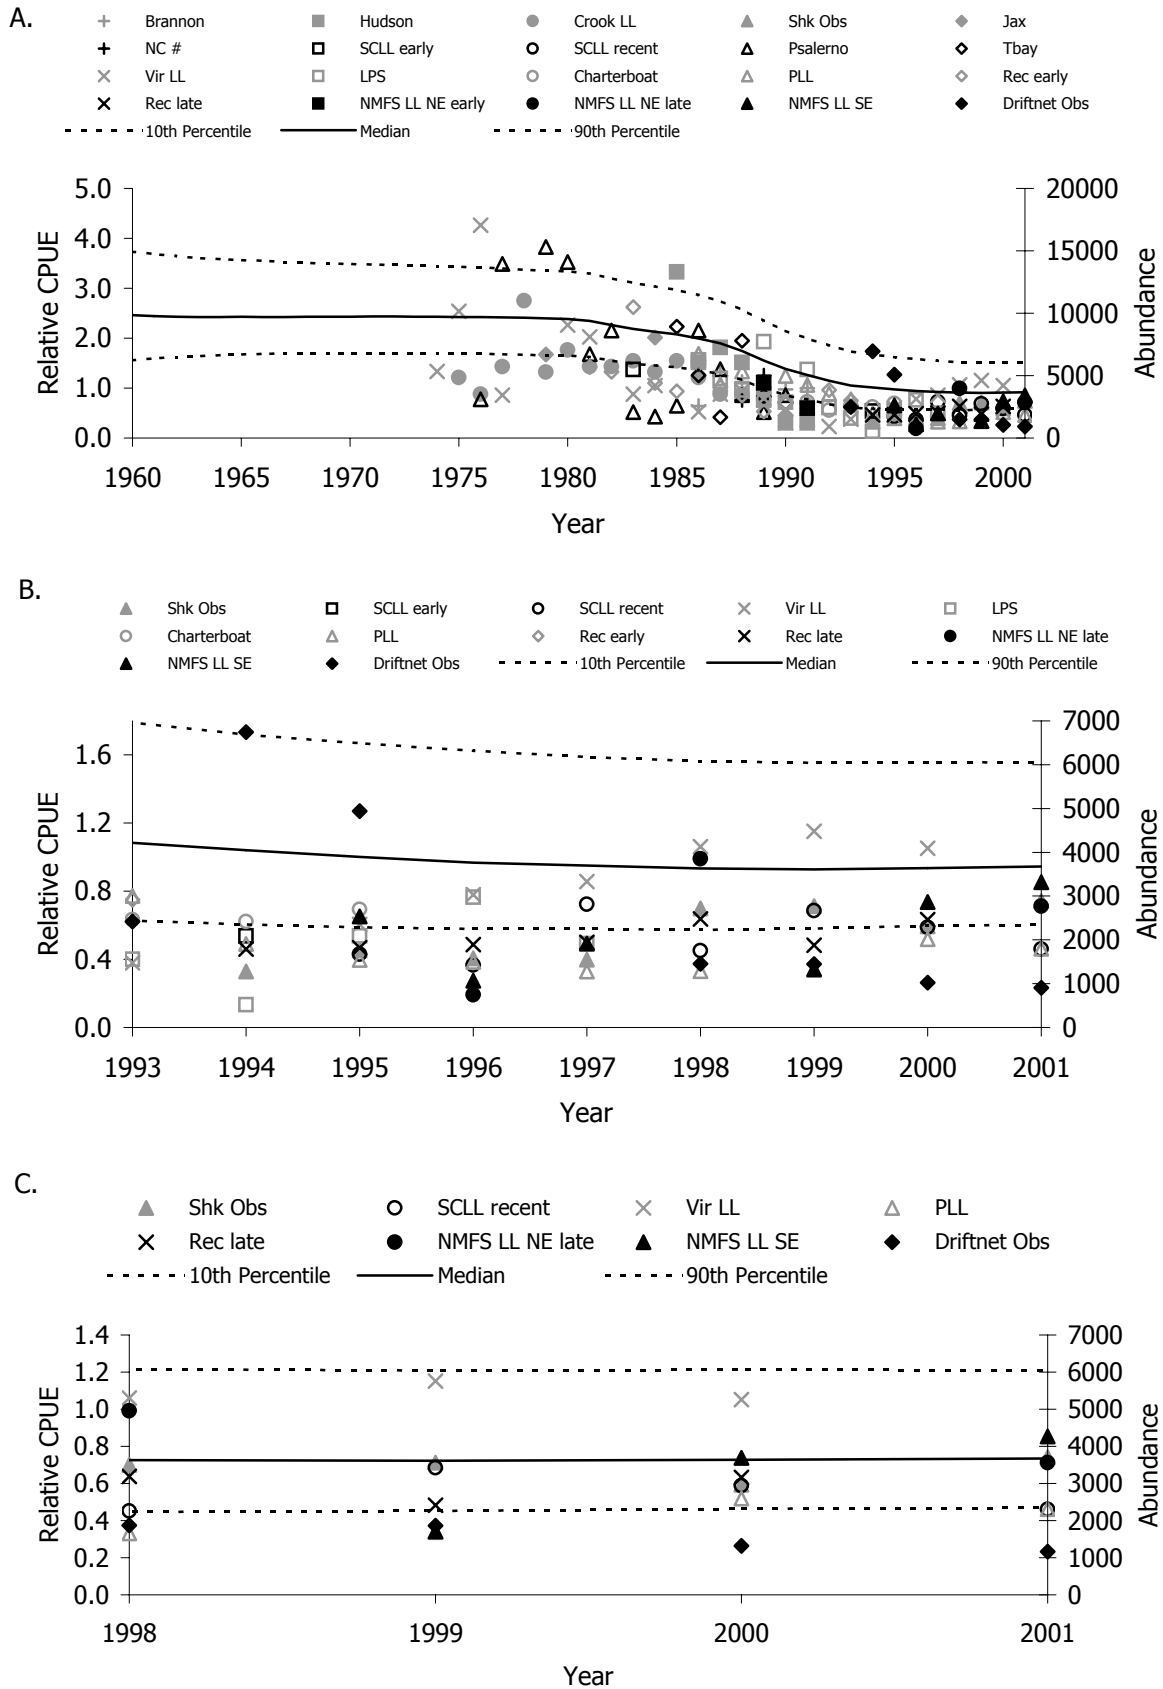 A.
Brannon Hudson Crook LL Shk Obs Jax
NC # SCLL early SCLL recent Psalerno Tbay
Vir LL LPS Charterboat PLL Rec early
Rec late NMFS LL NE early NMFS LL NE late NMFS LL SE Driftnet Obs
10th Percentile Median 90th Percentile
Relative CPUE
5.0
4.0
3.0
2.0
1.0
0.0
20000
15000
10000
5000
0
Abundance
1960 1965 1970 1975 1980 1985 1990 1995 2000
Year
B.
Shk Obs SCLL early SCLL recent Vir LL LPS
Charterboat PLL Rec early Rec late NMFS LL NE late
NMFS LL SE Driftnet Obs 10th Percentile Median 90th Percentile
Relative CPUE
1.6
1.2
0.8
0.4
0.0
7000
6000
5000
4000
3000
2000
1000
0
Abundance
1993 1994 1995 1996 1997 1998 1999 2000 2001
Year
C.
Shk Obs SCLL recent Vir LL PLL
Rec late NMFS LL NE late NMFS LL SE Driftnet Obs
10th Percentile Median 90th Percentile
Relative CPUE
1.4
1.2
1.0
0.8
0.6
0.4
0.2
0.0
7000
6000
5000
4000
3000
2000
1000
0
Abundance
1998 1999 2000 2001
Year